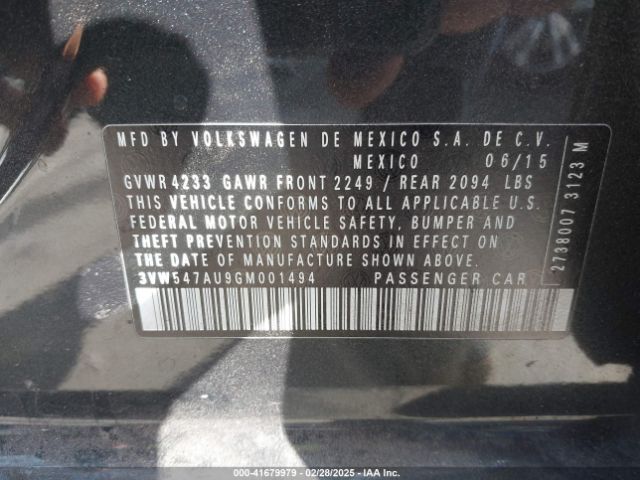 MFD BY VOLKSWAGEN DE MEXICO S.A. DE C.V.
MEXICO 06/15
GVWR 4233 GAWR FRONT 2249 / REAR 2094 LBS
THIS VEHICLE CONFORMS TO ALL APPLICABLE U.S.
FEDERAL MOTOR VEHICLE SAFETY, BUMPER AND
THEFT PREVENTION STANDARDS IN EFFECT ON
THE DATE OF MANUFACTURE SHOWN ABOVE.
3VW547AU9GM001494 PASSENGER CAR
2738007 3123 M
000-41679979 - 02/28/2025 - IAA Inc.